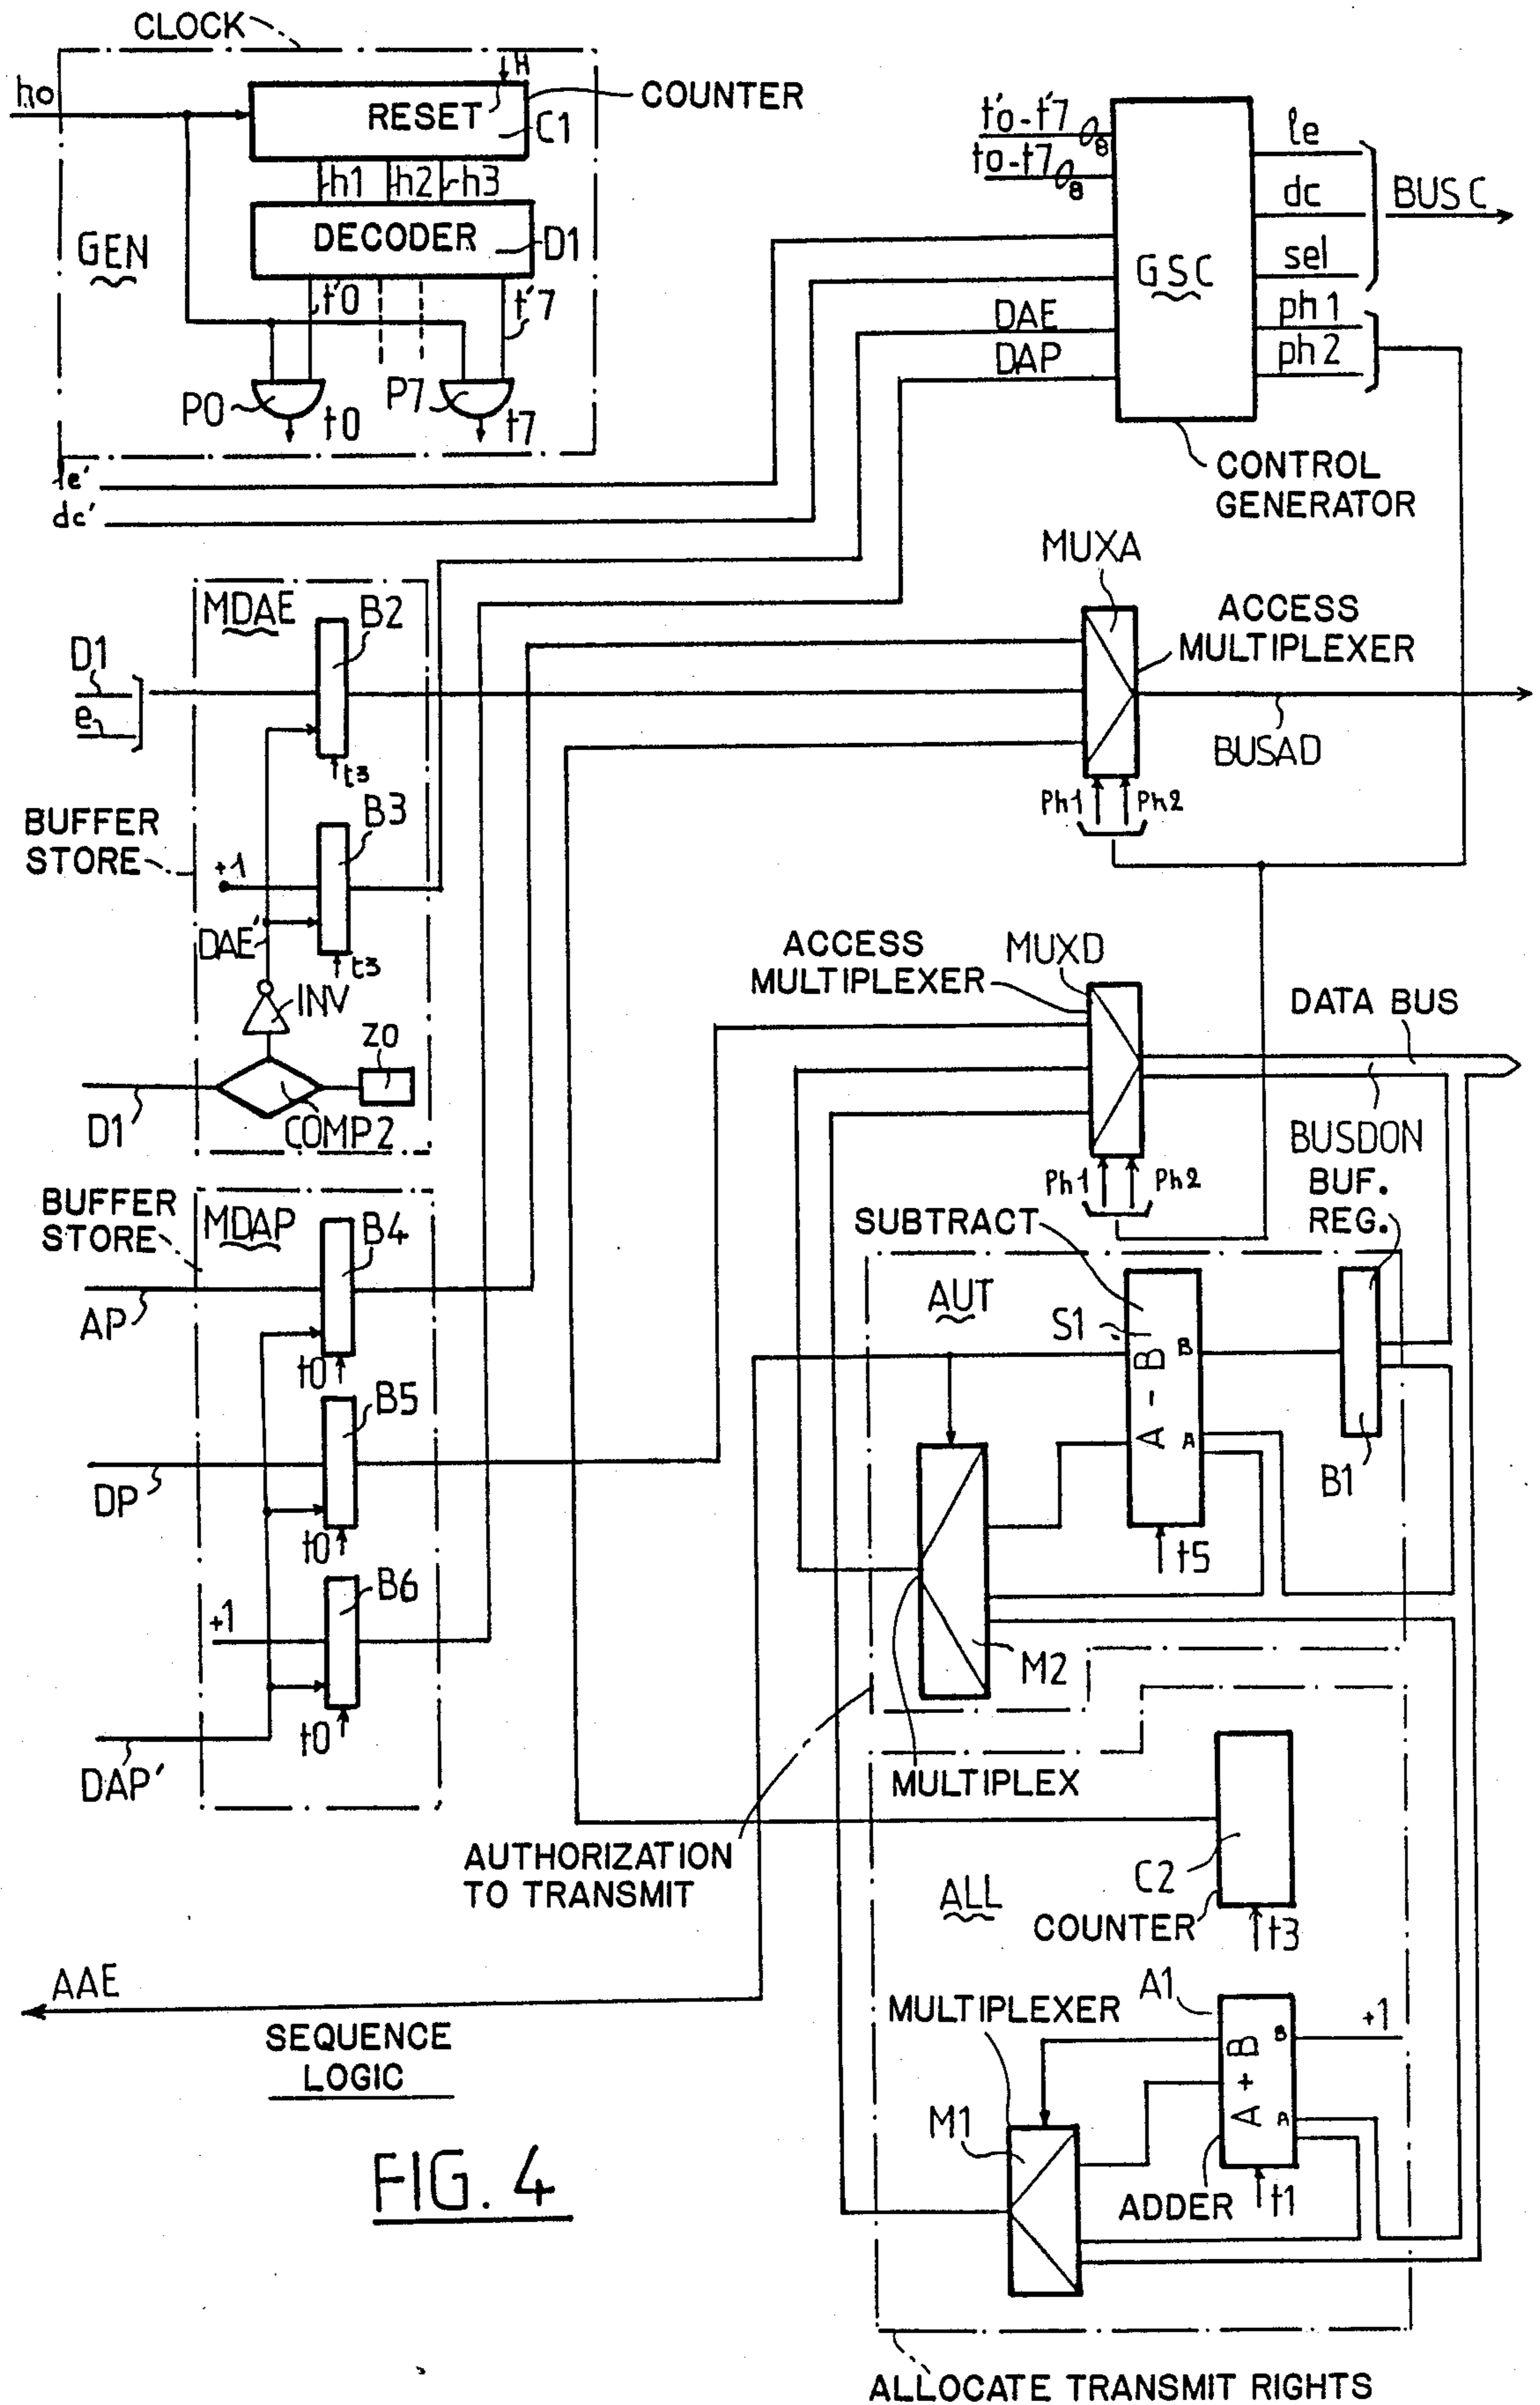 CLOCK
h0
H
RESET
C1
COUNTER
h1
h2
h3
DECODER
D1
GEN
t'0
t'7
P0
P7
t0
t7
t'0-t'7
8
t0-t7
8
le
dc
sel
BUS C
GSC
DAE
DAP
ph1
ph2
CONTROL
GENERATOR
le'
dc'
MDAE
B2
D1
e
t3
BUFFER
STORE
B3
+1
DAE'
t3
INV
Z0
D1
COMP2
MUXA
ACCESS
MULTIPLEXER
BUSAD
Ph1
Ph2
ACCESS
MULTIPLEXER
MUXD
DATA BUS
BUSDON
Ph1
Ph2
BUF.
REG.
BUFFER
STORE
MDAP
B4
AP
t0
B5
DP
t0
B6
+1
t0
DAP'
SUBTRACT
AUT
S1
A - B
B
A
B1
t5
M2
MULTIPLEX
AUTHORIZATION
TO TRANSMIT
C2
ALL
COUNTER
t3
AAE
SEQUENCE
LOGIC
MULTIPLEXER
A1
A + B
B
A
+1
M1
ADDER
t1
FIG. 4
ALLOCATE TRANSMIT RIGHTS